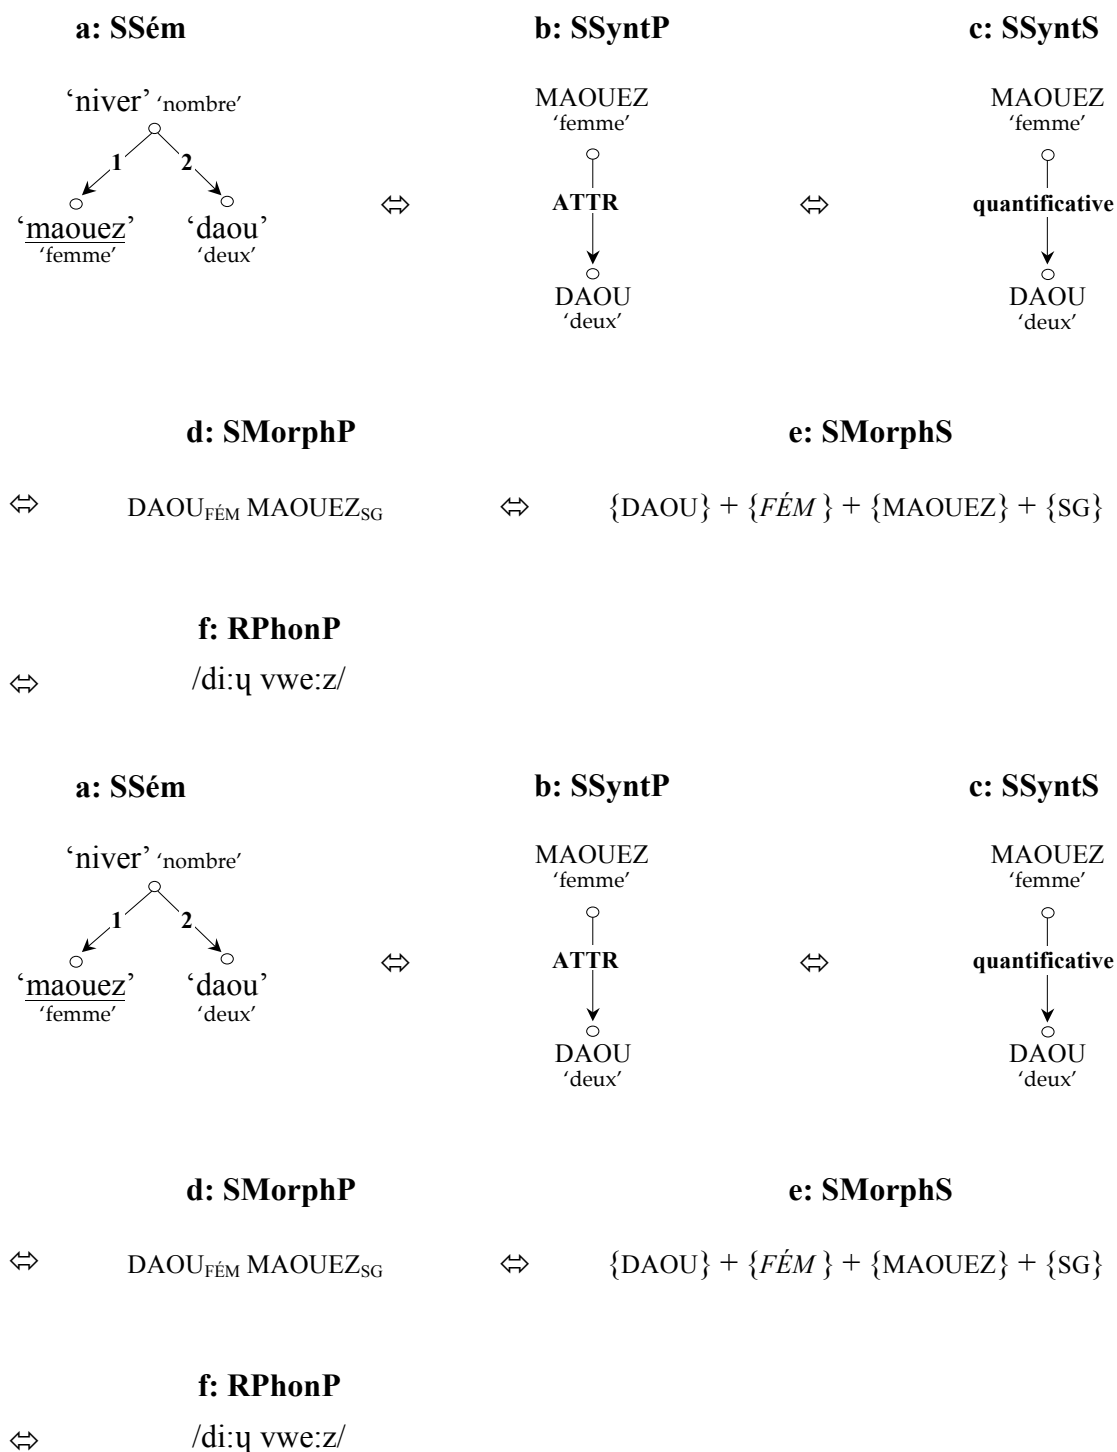 a: SSém b: SSyntP c: SSyntS
‘niver’ ‘nombre’ MAOUEZ MAOUEZ
‘femme’ ‘femme’
1 2
⇔ ATTR ⇔ quantificative
‘maouez’ ‘daou’
‘femme’ ‘deux’
DAOU DAOU
‘deux’ ‘deux’
d: SMorphP e: SMorphS
⇔ DAOUFÉM MAOUEZSG ⇔ {DAOU} + {FÉM } + {MAOUEZ} + {SG}
f: RPhonP
⇔ /di:ɥ vwe:z/
a: SSém b: SSyntP c: SSyntS
‘niver’ ‘nombre’ MAOUEZ MAOUEZ
‘femme’ ‘femme’
1 2
⇔ ATTR ⇔ quantificative
‘maouez’ ‘daou’
‘femme’ ‘deux’
DAOU DAOU
‘deux’ ‘deux’
d: SMorphP e: SMorphS
⇔ DAOUFÉM MAOUEZSG ⇔ {DAOU} + {FÉM } + {MAOUEZ} + {SG}
f: RPhonP
⇔ /di:ɥ vwe:z/